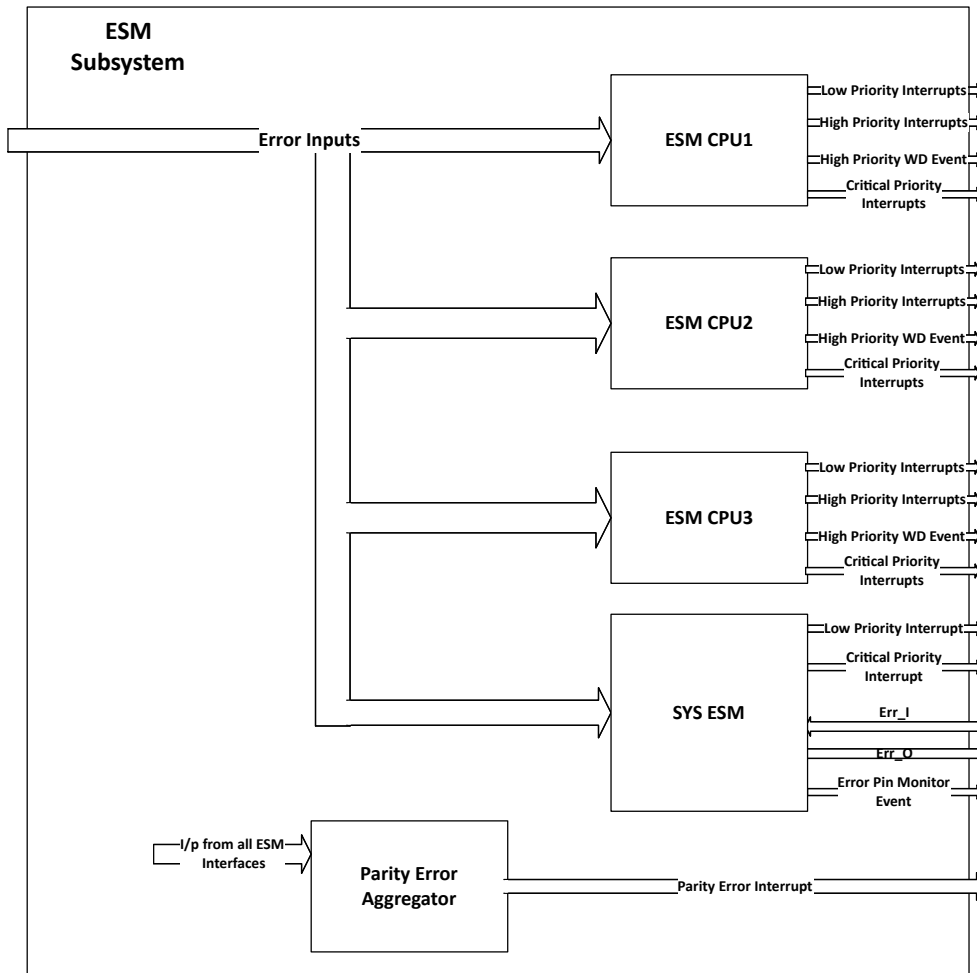 ESM
Subsystem
Error Inputs
ESM CPU1
Low Priority Interrupts
High Priority Interrupts
High Priority WD Event
Critical Priority
Interrupts
ESM CPU2
Low Priority Interrupts
High Priority Interrupts
High Priority WD Event
Critical Priority
Interrupts
ESM CPU3
Low Priority Interrupts
High Priority Interrupts
High Priority WD Event
Critical Priority
Interrupts
SYS ESM
Low Priority Interrupt
Critical Priority
Interrupt
Err_I
Err_O
Error Pin Monitor
Event
I/p from all ESM
Interfaces
Parity Error
Aggregator
Parity Error Interrupt